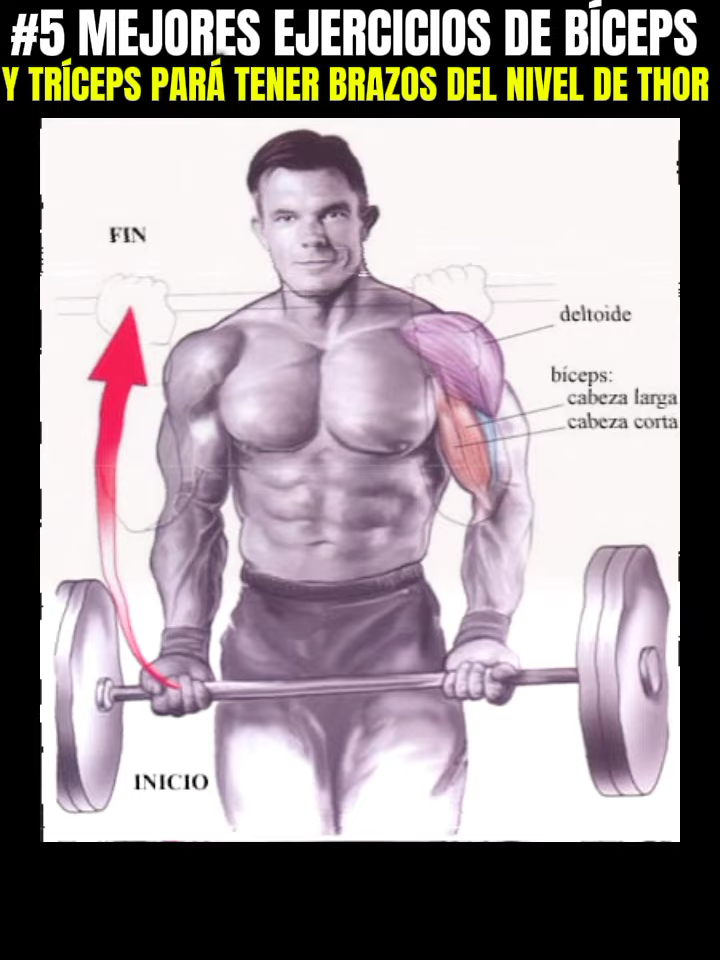 #5 MEJORES EJERCICIOS DE BÍCEPS
Y TRÍCEPS PARÁ TENER BRAZOS DEL NIVEL DE THOR
FIN
deltoide
bíceps:
cabeza larga
cabeza corta
INICIO